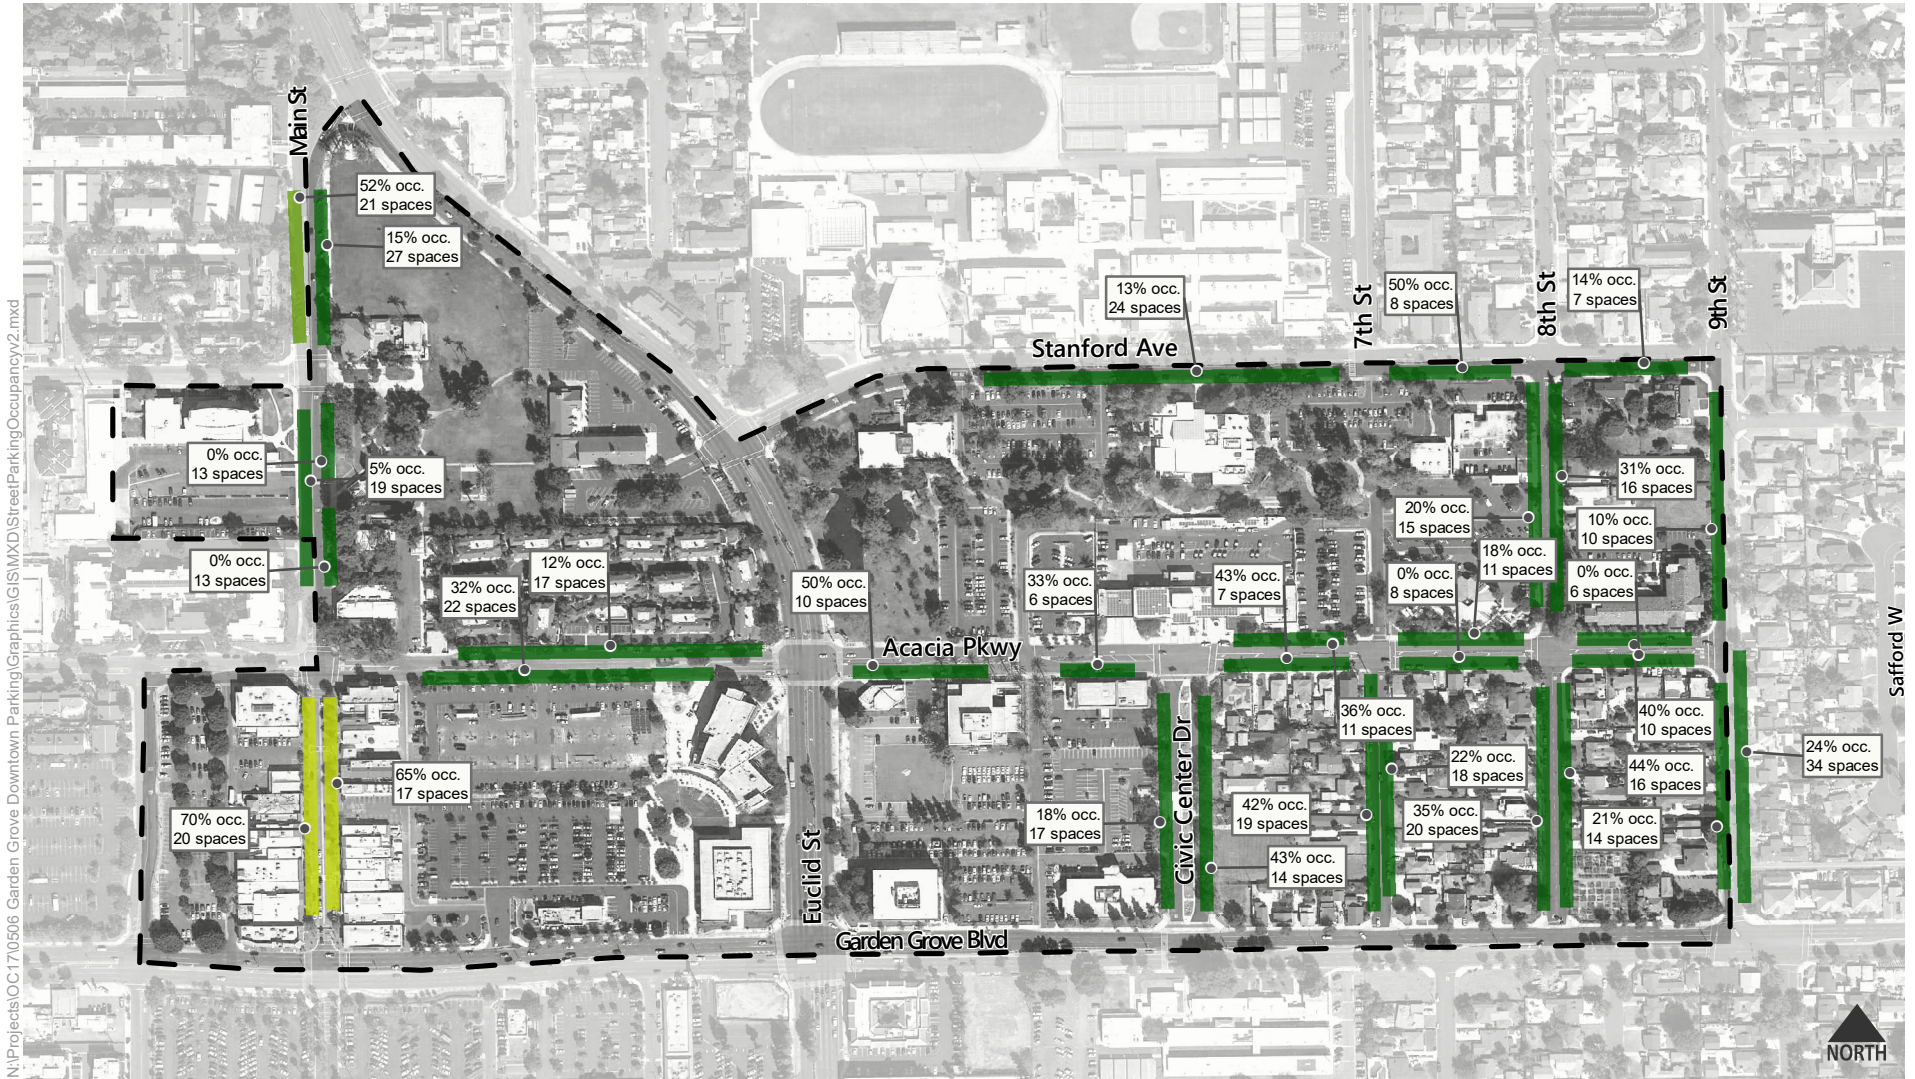 N:\Projects\OC17\0506 Garden Grove Downtown Parking\Graphics\GIS\MXD\StreetParkingOccupancyv2.mxd
Main St
52% occ.
21 spaces
15% occ.
27 spaces
13% occ.
24 spaces
Stanford Ave
7th St
50% occ.
8 spaces
8th St
14% occ.
7 spaces
9th St
0% occ.
13 spaces
5% occ.
19 spaces
0% occ.
13 spaces
31% occ.
16 spaces
20% occ.
15 spaces
10% occ.
10 spaces
18% occ.
11 spaces
32% occ.
22 spaces
12% occ.
17 spaces
50% occ.
10 spaces
33% occ.
6 spaces
43% occ.
7 spaces
0% occ.
8 spaces
0% occ.
6 spaces
Acacia Pkwy
Safford W
36% occ.
11 spaces
40% occ.
10 spaces
24% occ.
34 spaces
65% occ.
17 spaces
70% occ.
20 spaces
22% occ.
18 spaces
44% occ.
16 spaces
18% occ.
17 spaces
Civic Center Dr
42% occ.
19 spaces
35% occ.
20 spaces
21% occ.
14 spaces
43% occ.
14 spaces
Euclid St
Garden Grove Blvd
NORTH